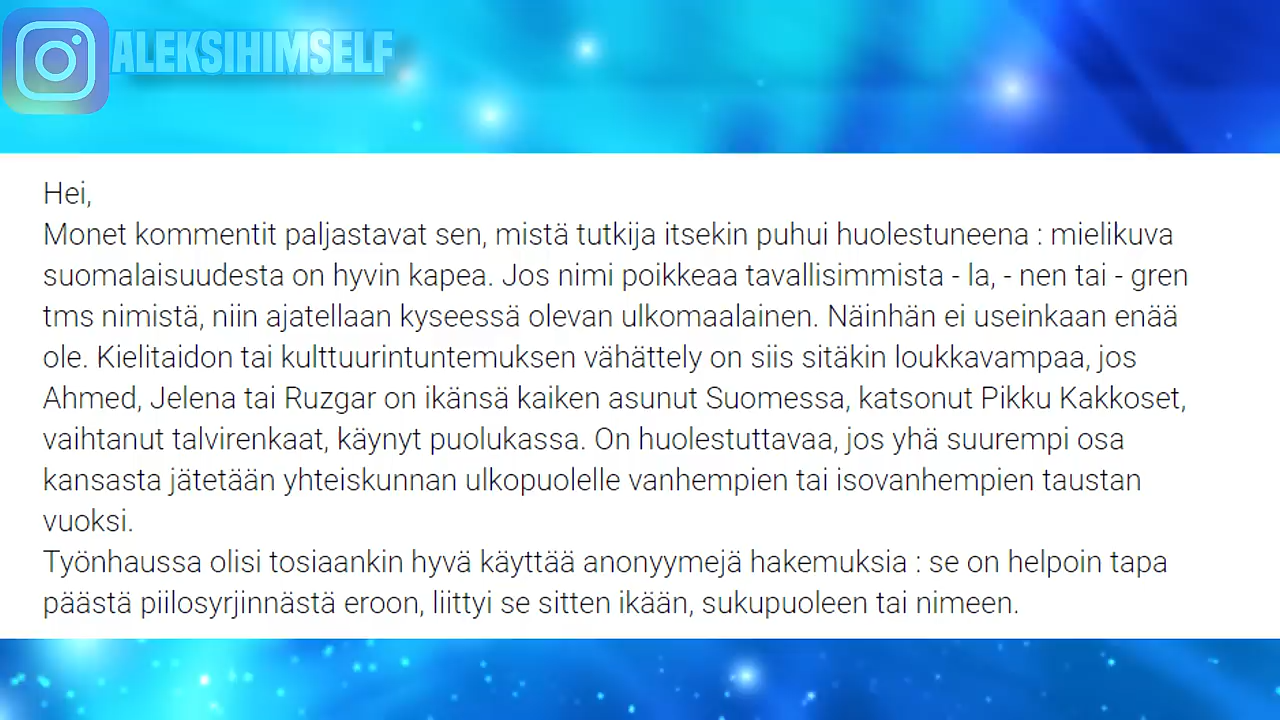 ALEKSIHIMSELF
Hei,
Monet kommentit paljastavat sen, mistä tutkija itsekin puhui huolestuneena : mielikuva
suomalaisuudesta on hyvin kapea. Jos nimi poikkeaa tavallisimmista - la, - nen tai - gren
tms nimistä, niin ajatellaan kyseessä olevan ulkomaalainen. Näinhän ei useinkaan enää
ole. Kielitaidon tai kulttuurintuntemuksen vähättely on siis sitäkin loukkavampaa, jos
Ahmed, Jelena tai Ruzgar on ikänsä kaiken asunut Suomessa, katsonut Pikku Kakkoset,
vaihtanut talvirenkaat, käynyt puolukassa. On huolestuttavaa, jos yhä suurempi osa
kansasta jätetään yhteiskunnan ulkopuolelle vanhempien tai isovanhempien taustan
vuoksi.
Työnhaussa olisi tosiaankin hyvä käyttää anonyymejä hakemuksia : se on helpoin tapa
päästä piilosyrjinnästä eroon, liittyi se sitten ikään, sukupuoleen tai nimeen.